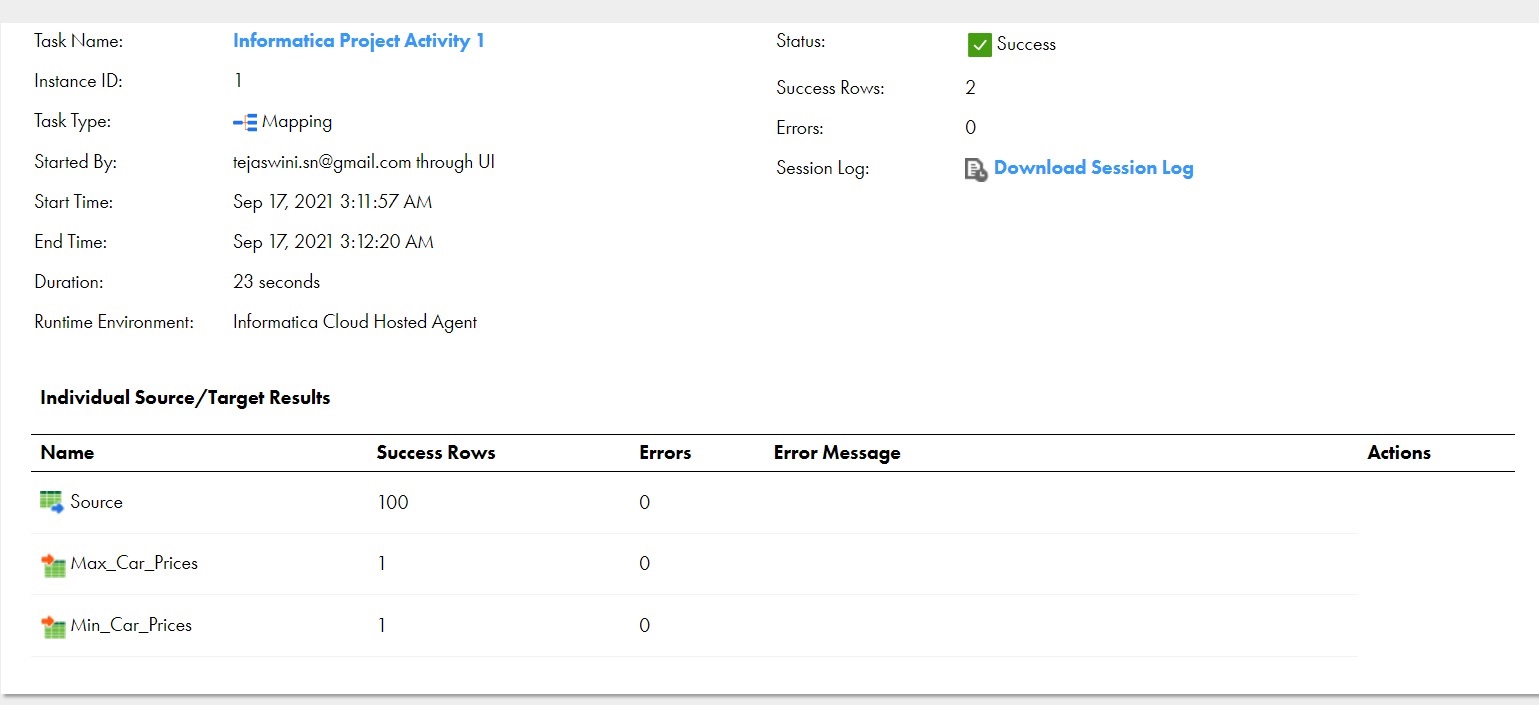 Task Name: Informatica Project Activity 1
Instance ID: 1
Task Type: Mapping
Started By: tejaswini.sn@gmail.com through UI
Start Time: Sep 17, 2021 3:11:57 AM
End Time: Sep 17, 2021 3:12:20 AM
Duration: 23 seconds
Runtime Environment: Informatica Cloud Hosted Agent
Status: Success
Success Rows: 2
Errors: 0
Session Log: Download Session Log
Individual Source/Target Results
Name Success Rows Errors Error Message Actions
Source 100 0
Max_Car_Prices 1 0
Min_Car_Prices 1 0